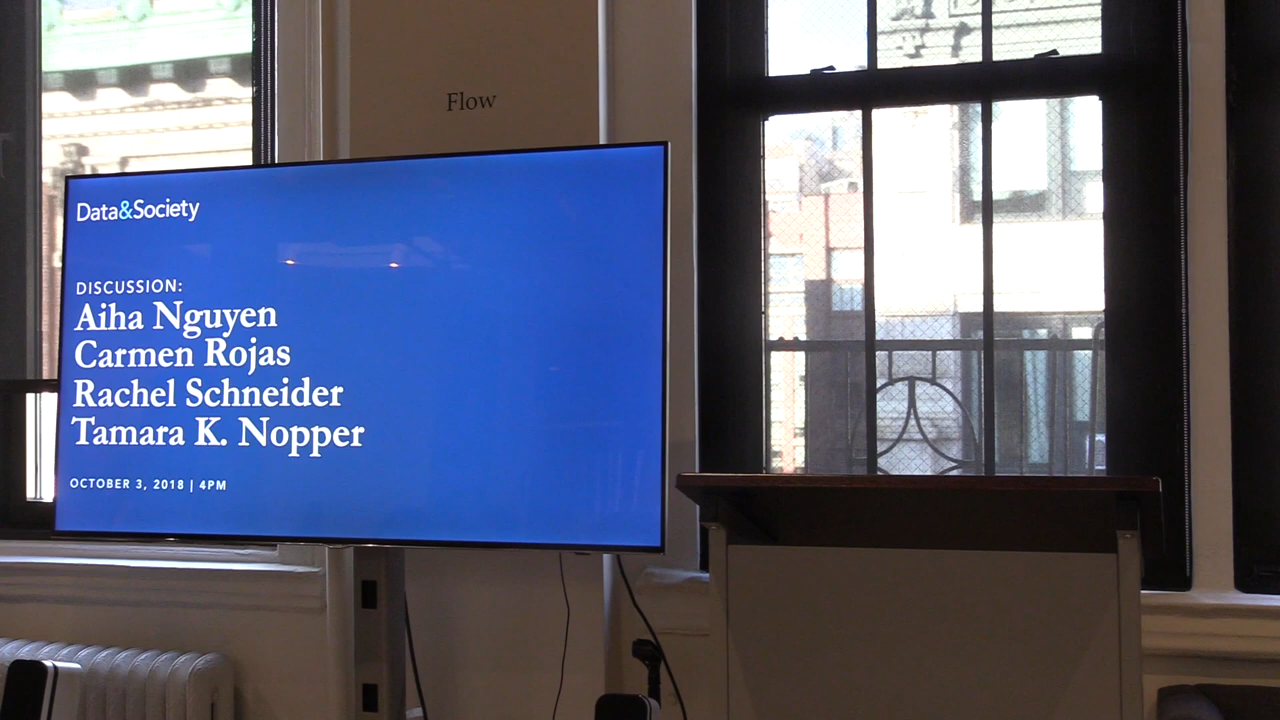 Flow
Data&Society
DISCUSSION:
Aiha Nguyen
Carmen Rojas
Rachel Schneider
Tamara K. Nopper
OCTOBER 3, 2018 | 4PM